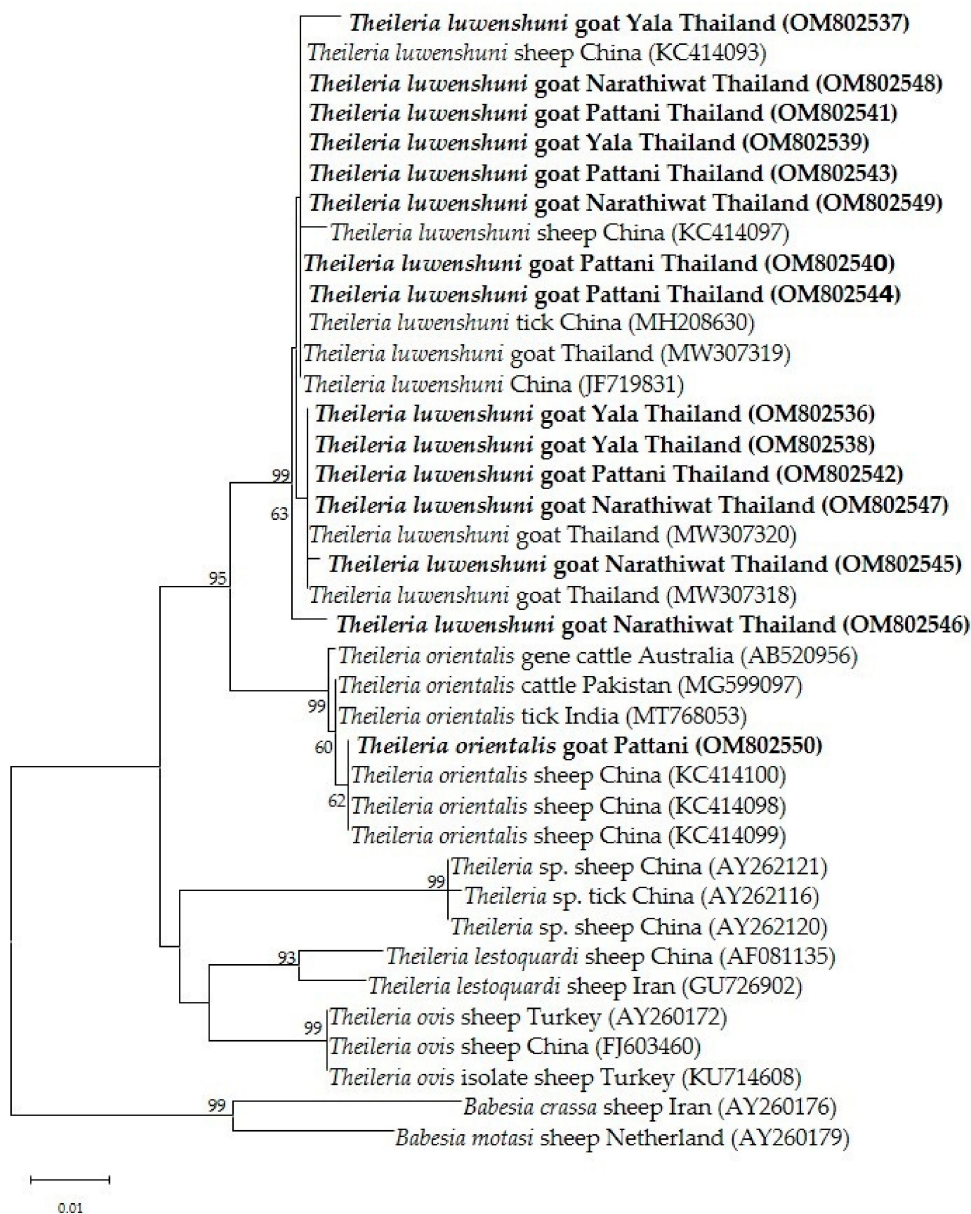 Theileria luwenshuni goat Yala Thailand (OM802537)
Theileria luwenshuni sheep China (KC414093)
Theileria luwenshuni goat Narathiwat Thailand (OM802548)
Theileria luwenshuni goat Pattani Thailand (OM802541)
Theileria luwenshuni goat Yala Thailand (OM802539)
Theileria luwenshuni goat Pattani Thailand (OM802543)
Theileria luwenshuni goat Narathiwat Thailand (OM802549)
Theileria luwenshuni sheep China (KC414097)
Theileria luwenshuni goat Pattani Thailand (OM802540)
Theileria luwenshuni goat Pattani Thailand (OM802544)
Theileria luwenshuni tick China (MH208630)
Theileria luwenshuni goat Thailand (MW307319)
Theileria luwenshuni China (JF719831)
Theileria luwenshuni goat Yala Thailand (OM802536)
Theileria luwenshuni goat Yala Thailand (OM802538)
99
Theileria luwenshuni goat Pattani Thailand (OM802542)
Theileria luwenshuni goat Narathiwat Thailand (OM802547)
63
Theileria luwenshuni goat Thailand (MW307320)
Theileria luwenshuni goat Narathiwat Thailand (OM802545)
95
Theileria luwenshuni goat Thailand (MW307318)
Theileria luwenshuni goat Narathiwat Thailand (OM802546)
Theileria orientalis gene cattle Australia (AB520956)
Theileria orientalis cattle Pakistan (MG599097)
99
Theileria orientalis tick India (MT768053)
60
Theileria orientalis goat Pattani (OM802550)
Theileria orientalis sheep China (KC414100)
62
Theileria orientalis sheep China (KC414098)
Theileria orientalis sheep China (KC414099)
Theileria sp. sheep China (AY262121)
99
Theileria sp. tick China (AY262116)
Theileria sp. sheep China (AY262120)
93
Theileria lestoquardi sheep China (AF081135)
Theileria lestoquardi sheep Iran (GU726902)
Theileria ovis sheep Turkey (AY260172)
99
Theileria ovis sheep China (FJ603460)
Theileria ovis isolate sheep Turkey (KU714608)
99
Babesia crassa sheep Iran (AY260176)
Babesia motasi sheep Netherland (AY260179)
0.01